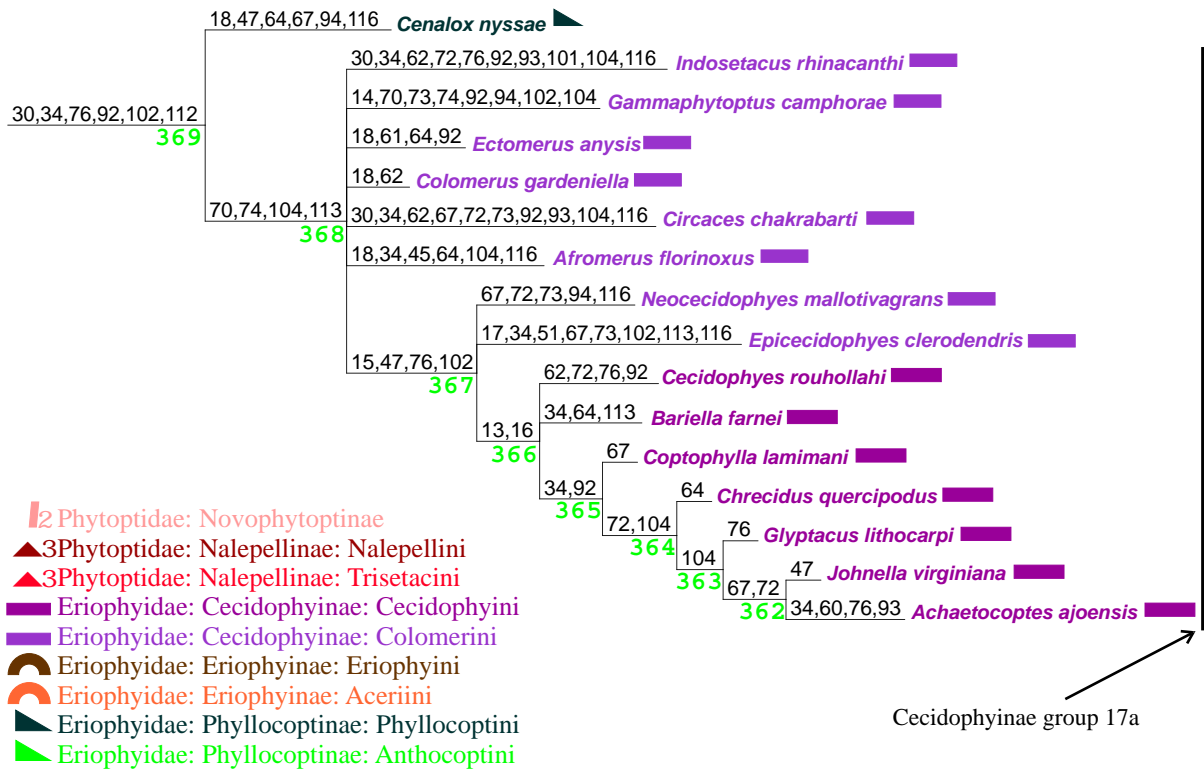 18,47,64,67,94,116
Cenalox nyssae
30,34,62,72,76,92,93,101,104,116
Indosetacus rhinacanthi
14,70,73,74,92,94,102,104
Gammaphytoptus camphorae
30,34,76,92,102,112
369
18,61,64,92
Ectomerus anysis
18,62
Colomerus gardeniella
70,74,104,113
368
30,34,62,67,72,73,92,93,104,116
Circaces chakrabarti
18,34,45,64,104,116
Afromerus florinoxus
67,72,73,94,116
Neocecidophyes mallotivagrans
17,34,51,67,73,102,113,116
Epicecidophyes clerodendris
15,47,76,102
367
62,72,76,92
Cecidophyes rouhollahi
34,64,113
Bariella farnei
13,16
366
67
Coptophylla lamimani
34,92
365
64
Chrecidus quercipodus
72,104
364
76
Glyptacus lithocarpi
104
363
47
Johnella virginiana
67,72
362
34,60,76,93
Achaetocoptes ajoensis
2 Phytoptidae: Novophytoptinae
3Phytoptidae: Nalepellinae: Nalepellini
3Phytoptidae: Nalepellinae: Trisetacini
Eriophyidae: Cecidophyinae: Cecidophyini
Eriophyidae: Cecidophyinae: Colomerini
Eriophyidae: Eriophyinae: Eriophyini
Eriophyidae: Eriophyinae: Aceriini
Eriophyidae: Phyllocoptinae: Phyllocoptini
Eriophyidae: Phyllocoptinae: Anthocoptini
Cecidophyinae group 17a